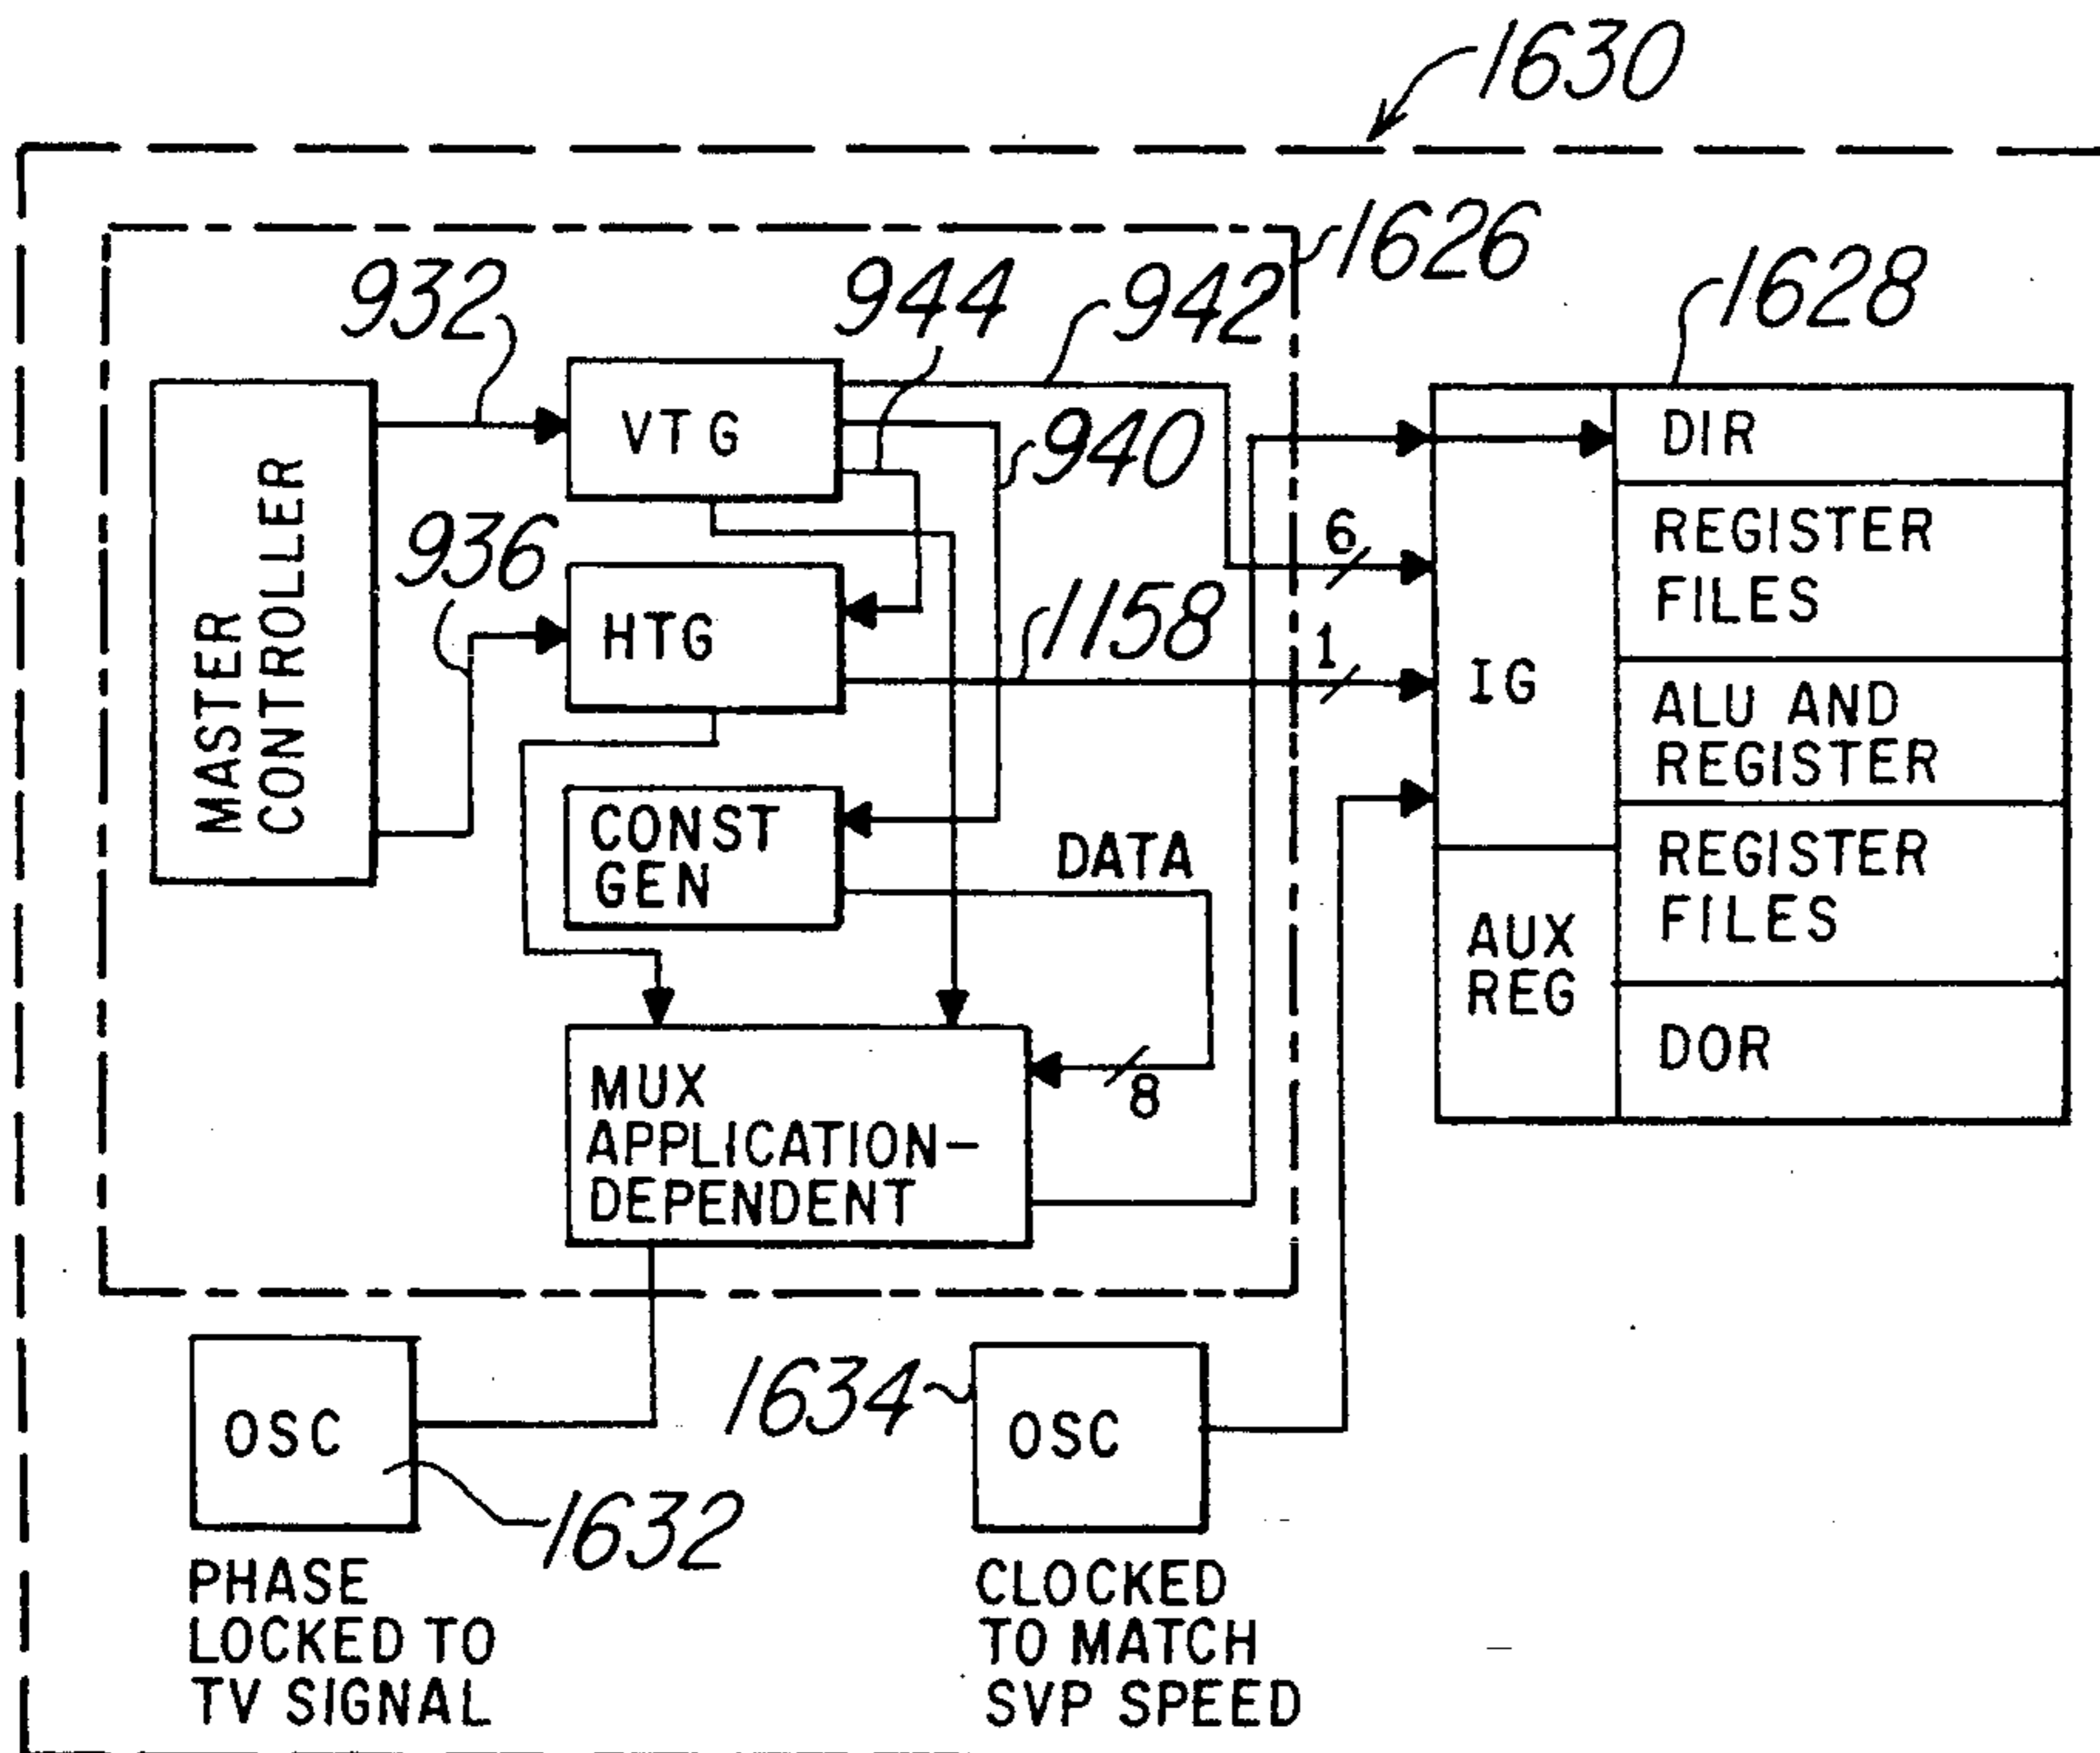 1630
1626
1628
932
944
942
VTG
940
DIR
MASTER
CONTROLLER
936
6
REGISTER
FILES
HTG
1158
1
IG
ALU AND
REGISTER
CONST
GEN
DATA
REGISTER
FILES
AUX
REG
MUX
APPLICATION-
DEPENDENT
8
DOR
OSC
1632
1634
OSC
PHASE
LOCKED TO
TV SIGNAL
CLOCKED
TO MATCH
SVP SPEED